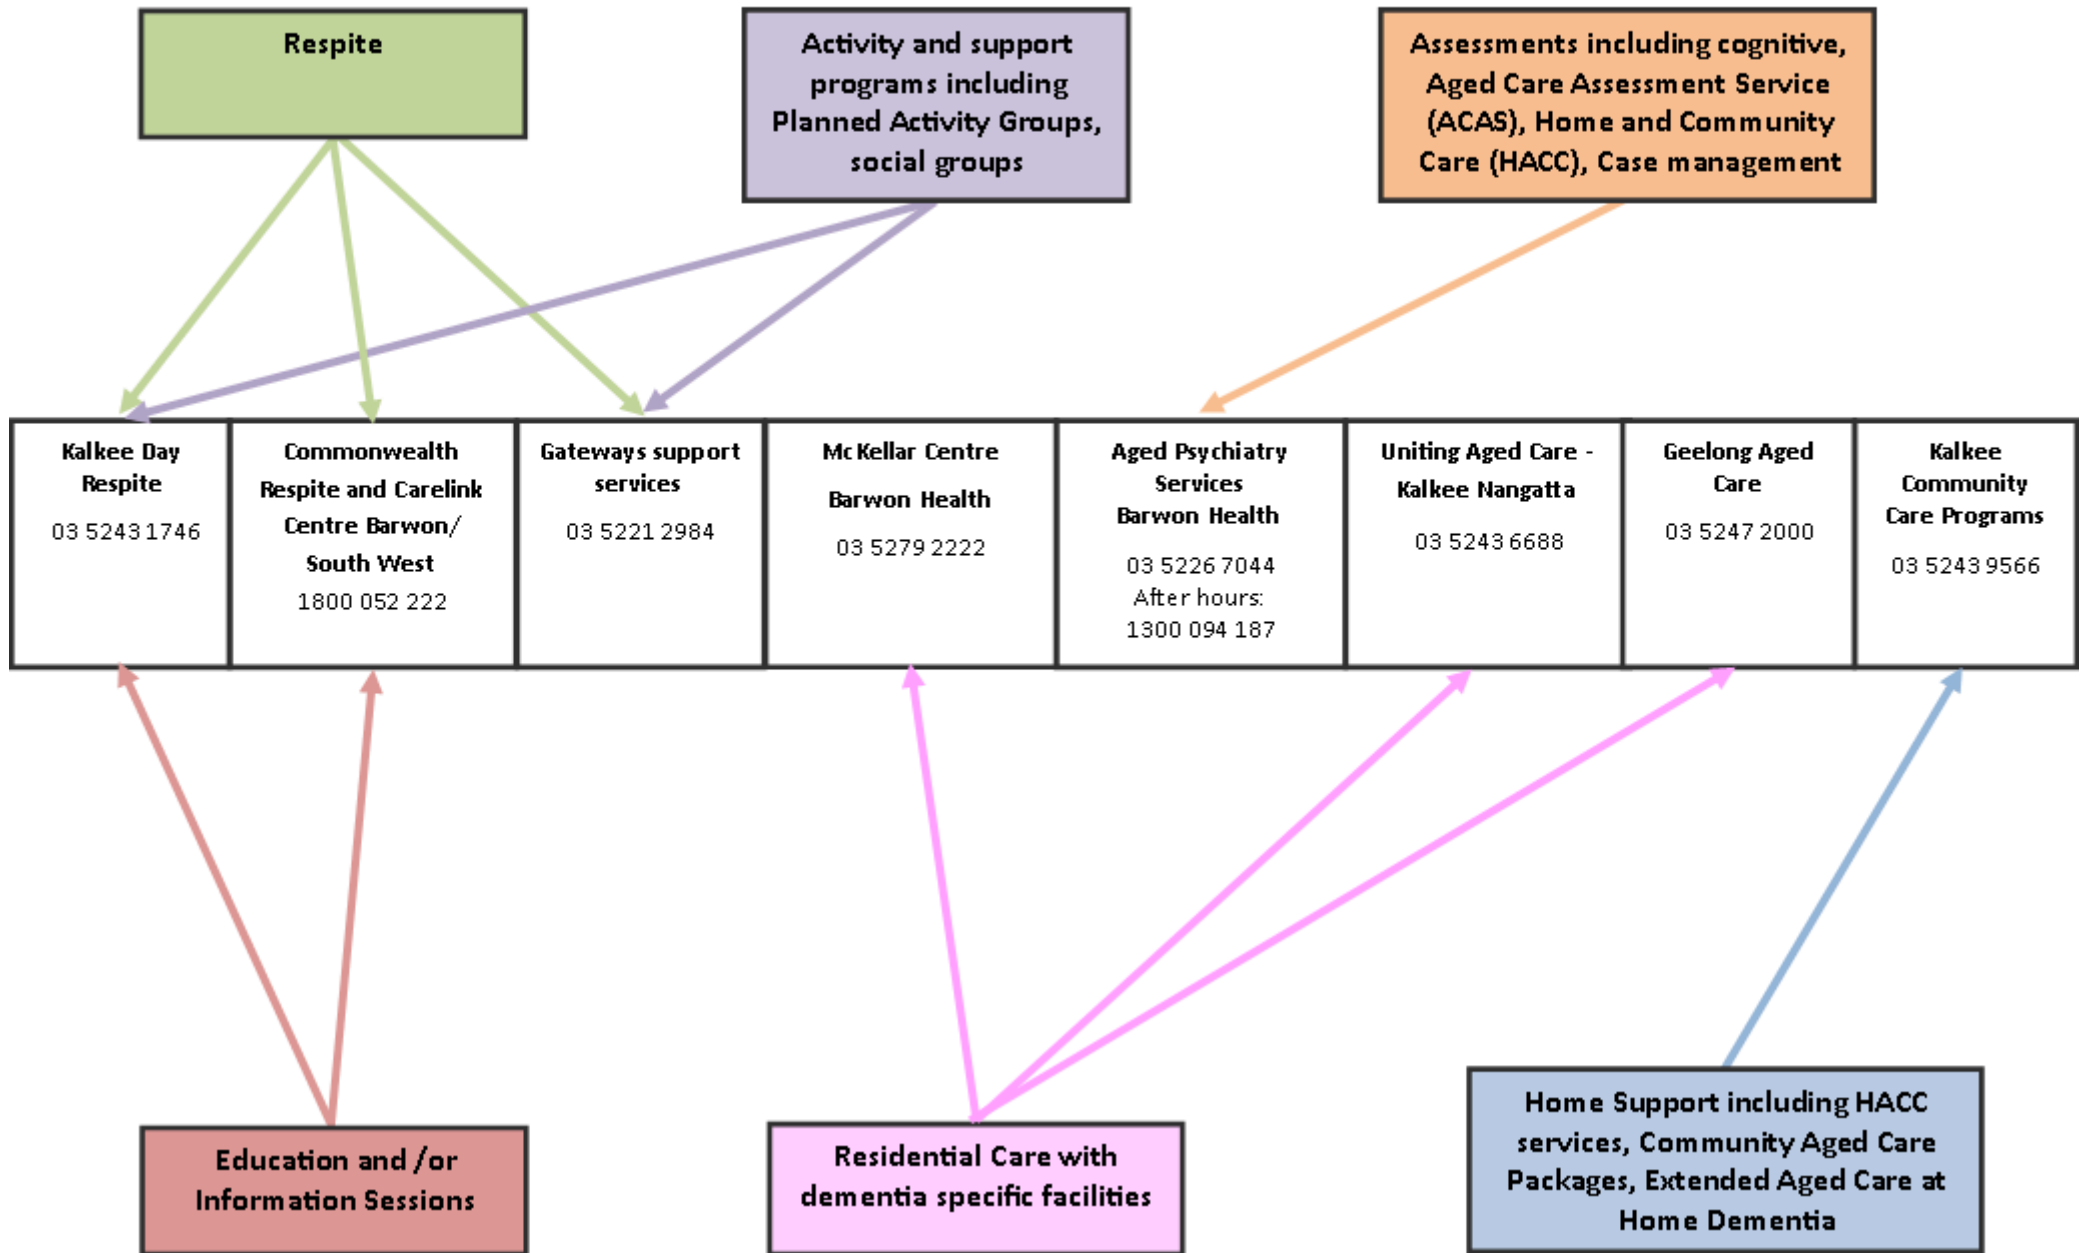 Respite
Activity and support
programs including
Planned Activity Groups,
social groups
Assessments including cognitive,
Aged Care Assessment Service
(ACAS), Home and Community
Care (HACC), Case management
Kalkee Day
Respite
03 5243 1746
Commonwealth
Respite and Carelink
Centre Barwon/
South West
1800 052 222
Gateways support
services
03 5221 2984
McKellar Centre
Barwon Health
03 5279 2222
Aged Psychiatry
Services
Barwon Health
03 5226 7044
After hours:
1300 094 187
Uniting Aged Care -
Kalkee Nangatta
03 5243 6688
Geelong Aged
Care
03 5247 2000
Kalkee
Community
Care Programs
03 5243 9566
Education and /or
Information Sessions
Residential Care with
dementia specific facilities
Home Support including HACC
services, Community Aged Care
Packages, Extended Aged Care at
Home Dementia